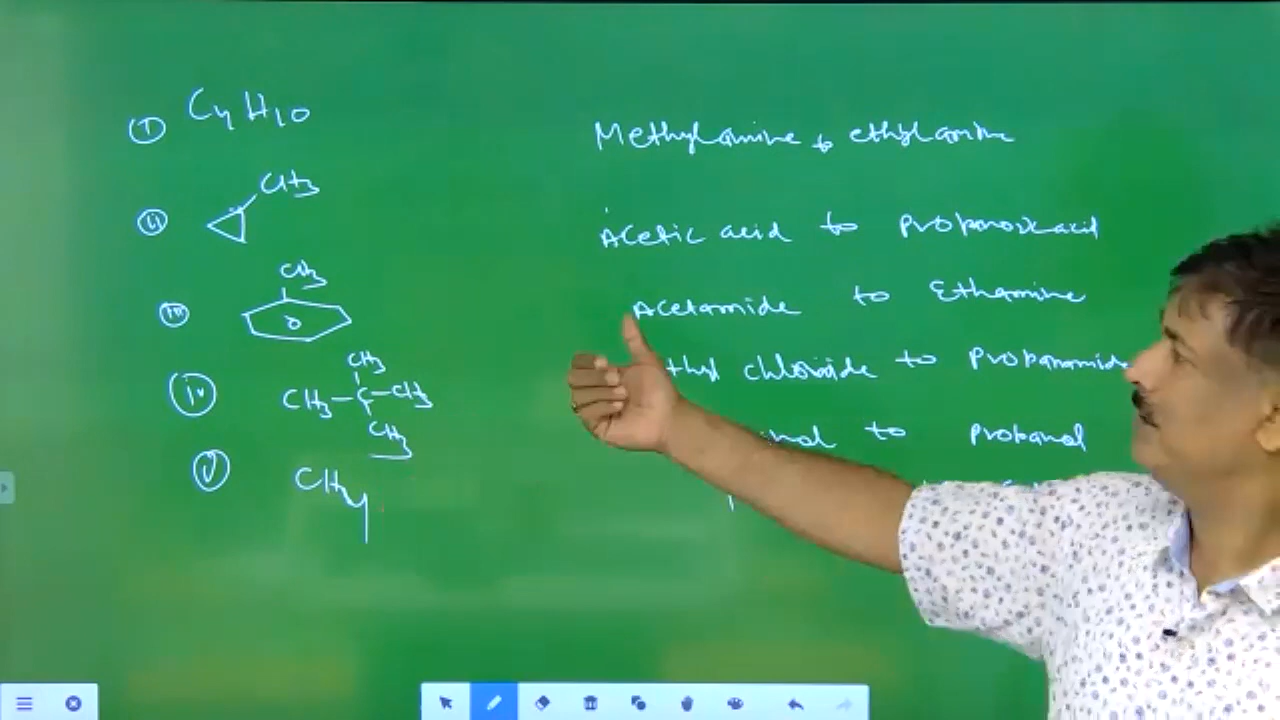 (i) C4H10
(ii) CH3
(iii) CH3
(iv) CH3
CH3-C-CH3
CH3
(v) CH4
Methylamine to ethylamine
Acetic acid to Propanoic acid
Acetamide to Ethamine
thyl chloride to Propanamide
to Propanol